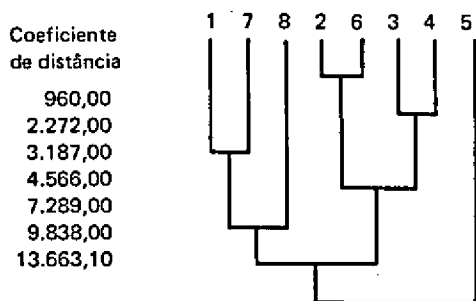 1 7 8 2 6 3 4 5
Coeficiente
de distância
960,00
2.272,00
3.187,00
4.566,00
7.289,00
9.838,00
13.663,10